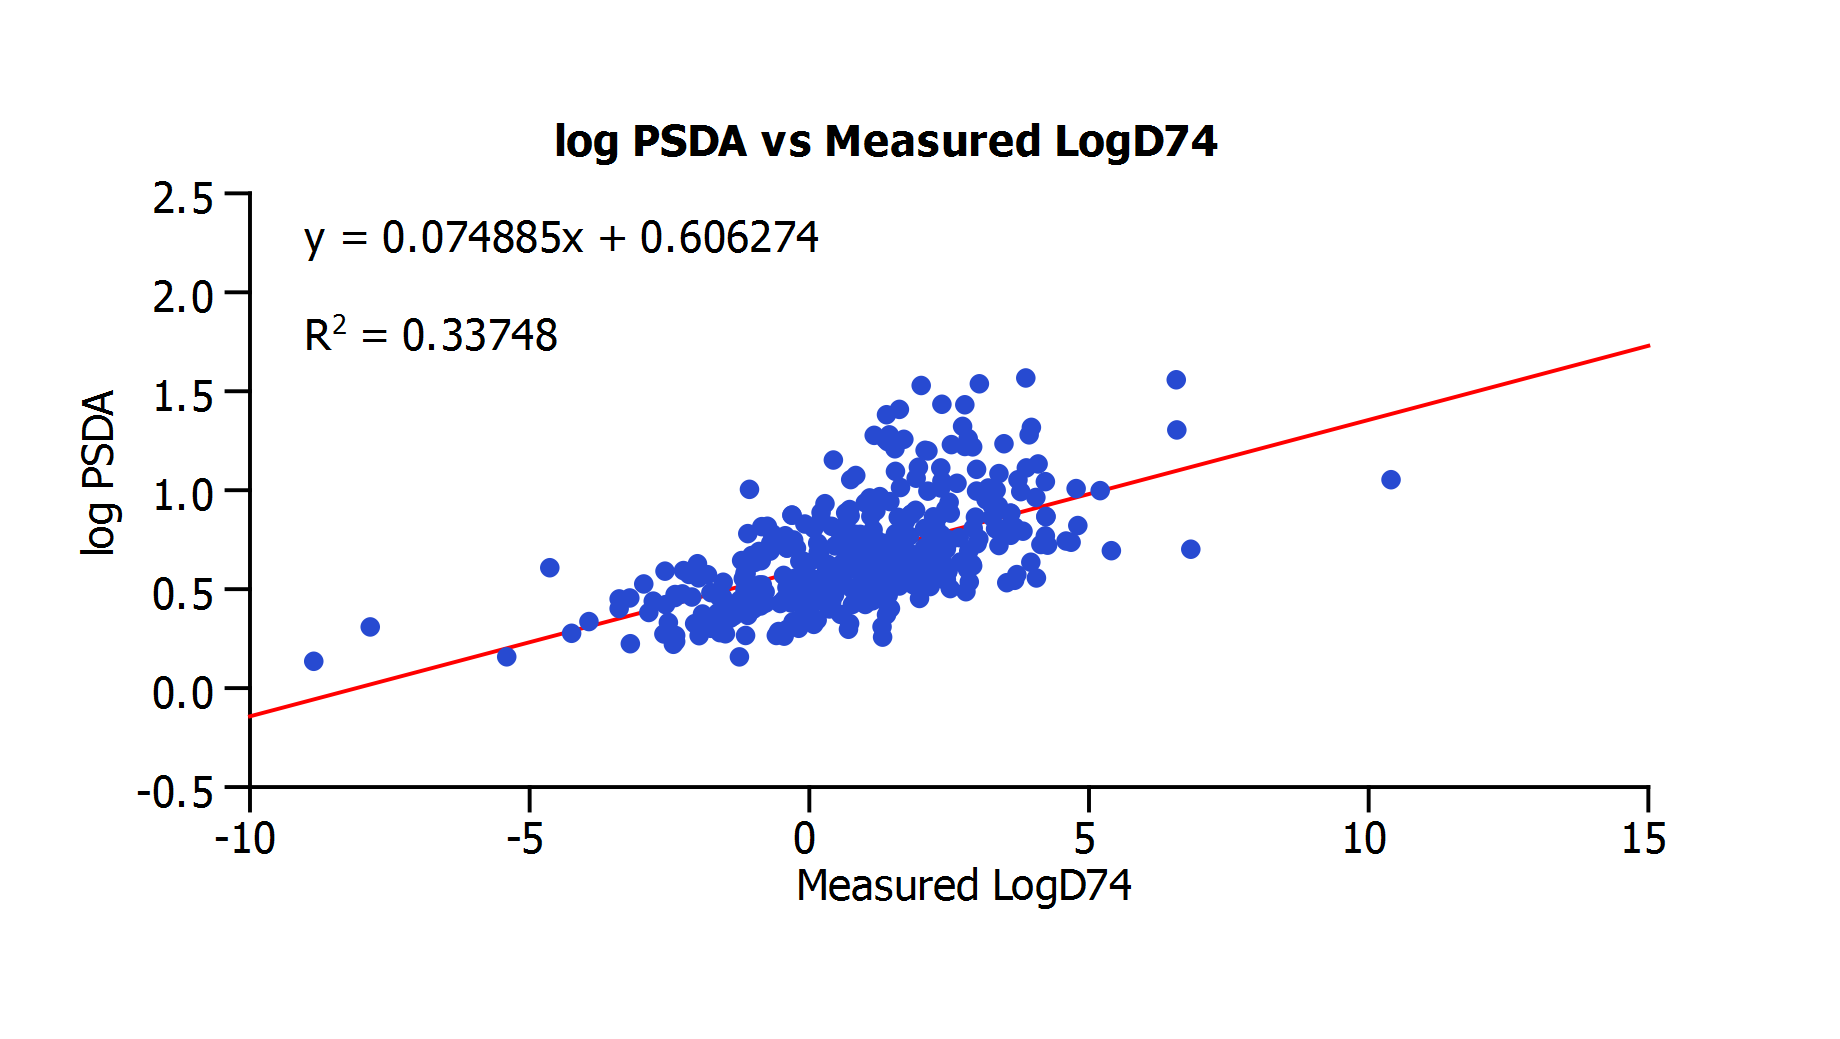 log PSDA vs Measured LogD74
y = 0.074885x + 0.606274
R² = 0.33748
2.5
2.0
1.5
1.0
0.5
0.0
-0.5
log PSDA
-10 -5 0 5 10 15
Measured LogD74